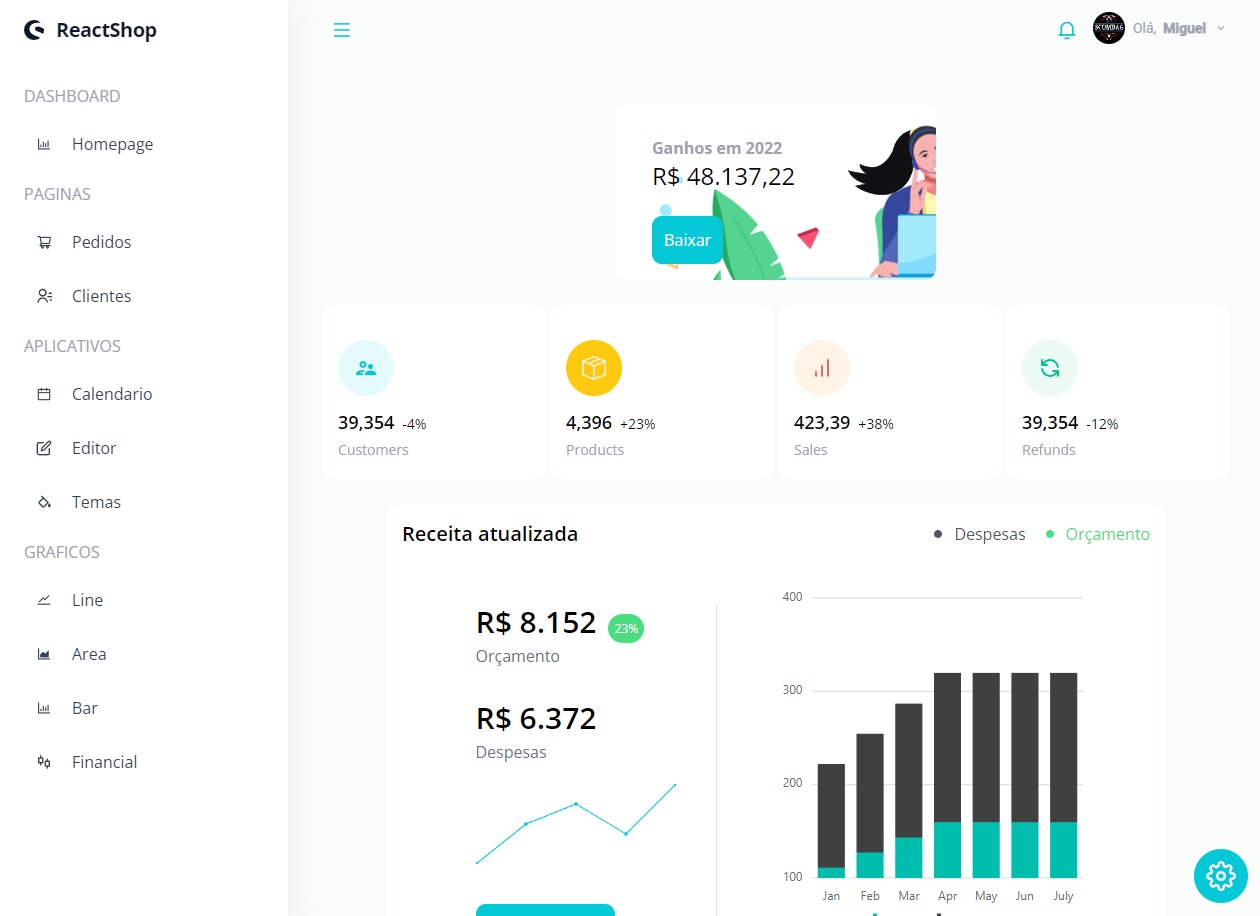 ReactShop
Olá, Miguel
SCUMBAG
DASHBOARD
Homepage
PAGINAS
Pedidos
Clientes
APLICATIVOS
Calendario
Editor
Temas
GRAFICOS
Line
Area
Bar
Financial
Ganhos em 2022
R$ 48.137,22
Baixar
39,354 -4%
Customers
4,396 +23%
Products
423,39 +38%
Sales
39,354 -12%
Refunds
Receita atualizada
Despesas
Orçamento
R$ 8.152 23%
Orçamento
R$ 6.372
Despesas
400
300
200
100
Jan Feb Mar Apr May Jun July